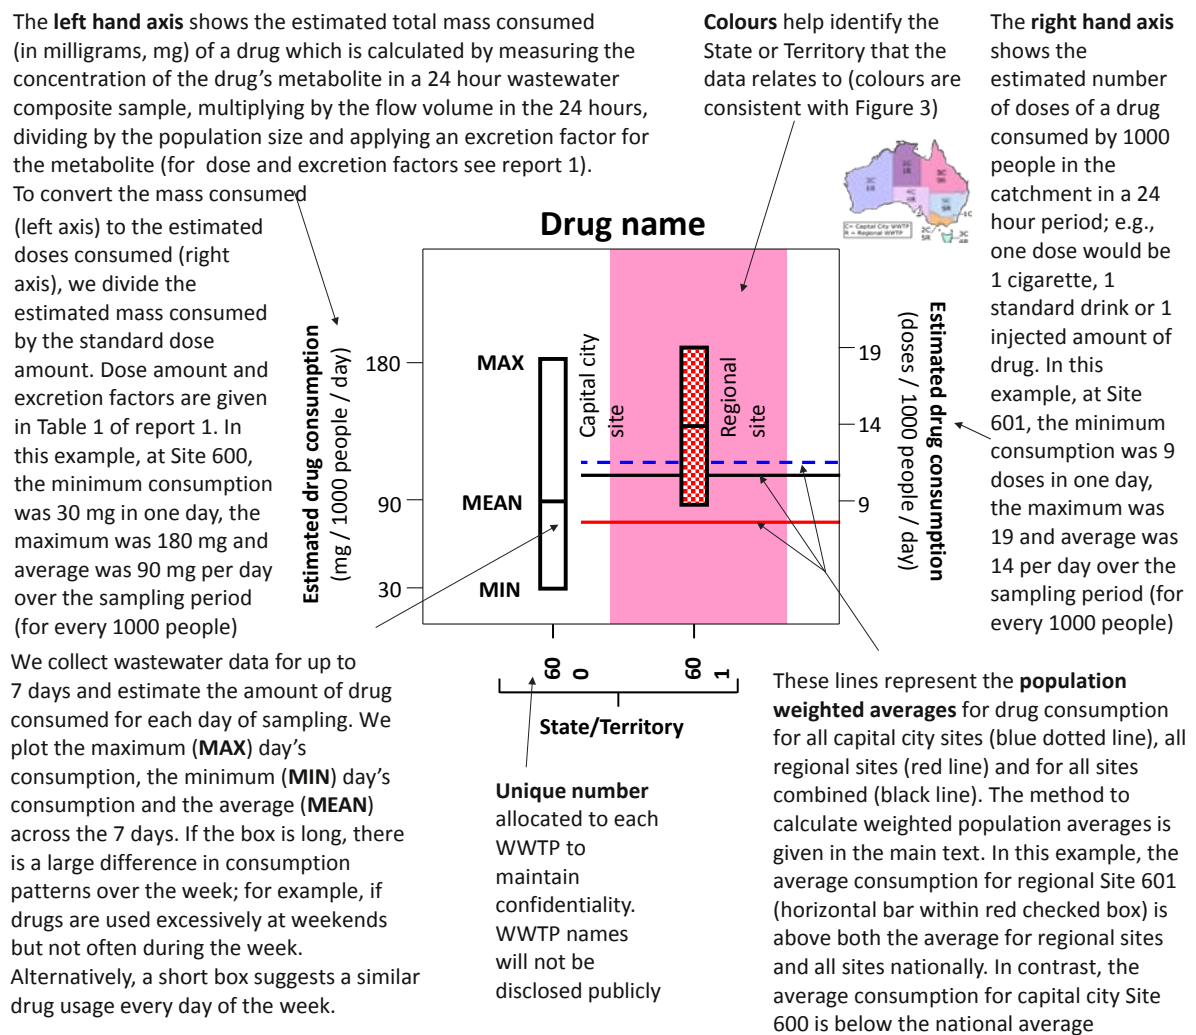 The left hand axis shows the estimated total mass consumed
(in milligrams, mg) of a drug which is calculated by measuring the
concentration of the drug's metabolite in a 24 hour wastewater
composite sample, multiplying by the flow volume in the 24 hours,
dividing by the population size and applying an excretion factor for
the metabolite (for dose and excretion factors see report 1).
To convert the mass consumed
(left axis) to the estimated
doses consumed (right
axis), we divide the
estimated mass consumed
by the standard dose
amount. Dose amount and
excretion factors are given
in Table 1 of report 1. In
this example, at Site 600,
the minimum consumption
was 30 mg in one day, the
maximum was 180 mg and
average was 90 mg per day
over the sampling period
(for every 1000 people)
Colours help identify the
State or Territory that the
data relates to (colours are
consistent with Figure 3)
The right hand axis
shows the
estimated number
of doses of a drug
consumed by 1000
people in the
catchment in a 24
hour period; e.g.,
one dose would be
1 cigarette, 1
standard drink or 1
injected amount of
drug. In this
example, at Site
601, the minimum
consumption was 9
doses in one day,
the maximum was
19 and average was
14 per day over the
sampling period (for
every 1000 people)
C= Capital City WWTP
R = Regional WWTP
Drug name
Estimated drug consumption
(mg / 1000 people / day)
180
90
30
MAX
MEAN
MIN
Capital city
site
Regional
site
19
14
9
Estimated drug consumption
(doses / 1000 people / day)
60
0
60
1
State/Territory
We collect wastewater data for up to
7 days and estimate the amount of drug
consumed for each day of sampling. We
plot the maximum (MAX) day's
consumption, the minimum (MIN) day's
consumption and the average (MEAN)
across the 7 days. If the box is long, there
is a large difference in consumption
patterns over the week; for example, if
drugs are used excessively at weekends
but not often during the week.
Alternatively, a short box suggests a similar
drug usage every day of the week.
Unique number
allocated to each
WWTP to
maintain
confidentiality.
WWTP names
will not be
disclosed publicly
These lines represent the population
weighted averages for drug consumption
for all capital city sites (blue dotted line), all
regional sites (red line) and for all sites
combined (black line). The method to
calculate weighted population averages is
given in the main text. In this example, the
average consumption for regional Site 601
(horizontal bar within red checked box) is
above both the average for regional sites
and all sites nationally. In contrast, the
average consumption for capital city Site
600 is below the national average